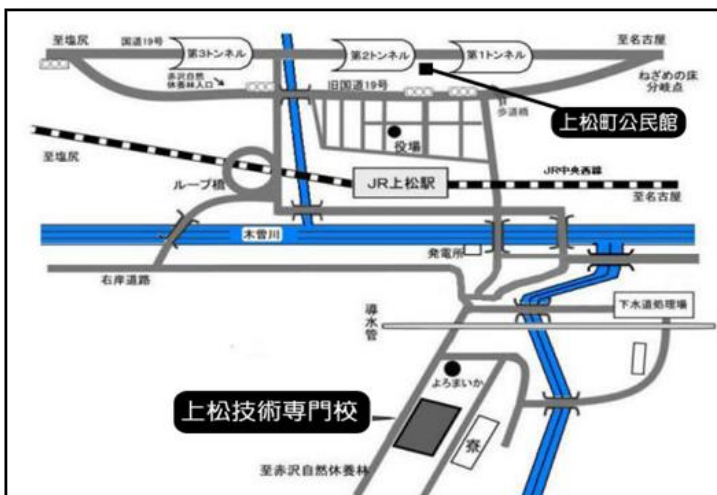 至塩尻
国道19号
第3トンネル
第2トンネル
第1トンネル
至名古屋
赤沢自然
休養林入口
旧国道19号
歩道橋
ねざめの床
分岐点
上松町公民館
役場
至塩尻
ループ橋
JR上松駅
JR中央西線
至名古屋
木曽川
発電所
右岸道路
導水管
下水道処理場
よろまいか
上松技術専門校
寮
至赤沢自然休養林